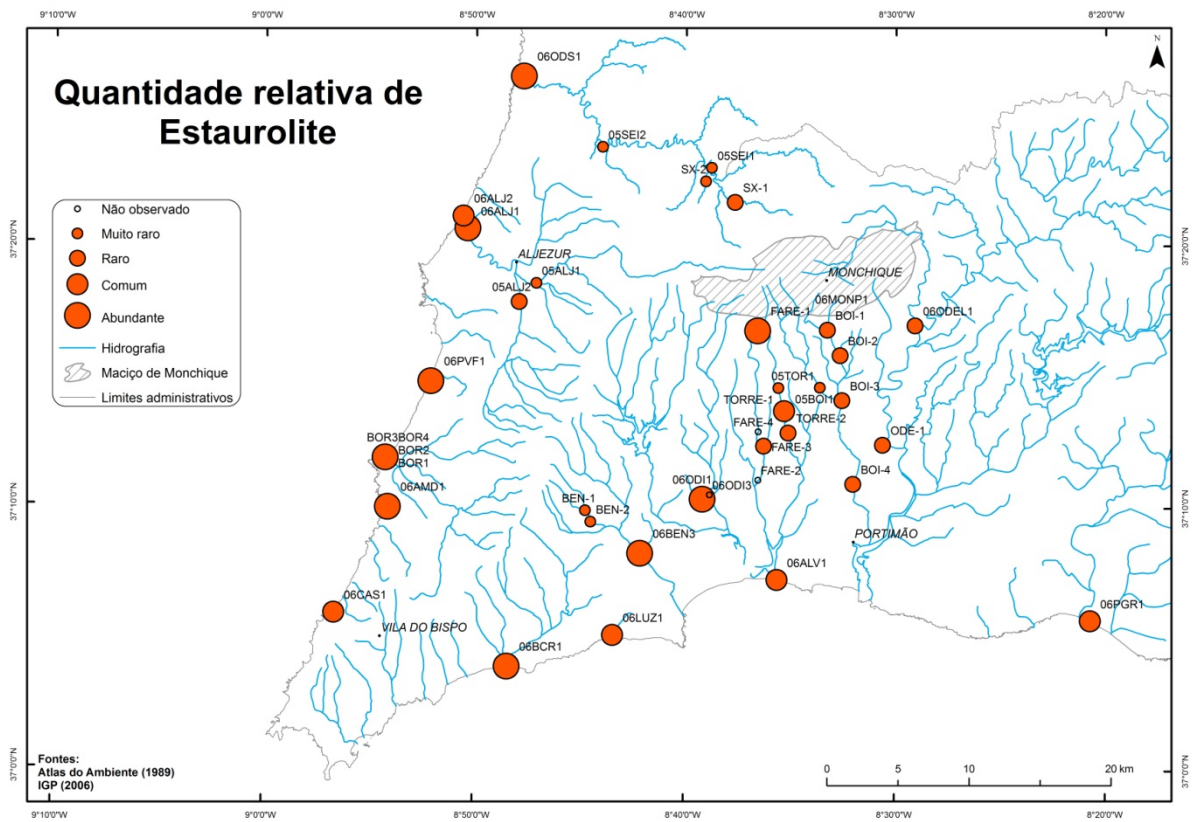 9°10'0"W
9°0'0"W
8°50'0"W
8°40'0"W
8°30'0"W
8°20'0"W
N
Quantidade relativa de
Estaurolite
Não observado
Muito raro
Raro
Comum
Abundante
Hidrografia
Maciço de Monchique
Limites administrativos
06ODS1
05SEI2
05SEI1
SX-2
SX-1
06ALJ2
06ALJ1
37°20'0"N
37°20'0"N
ALJEZUR
05ALJ1
05ALJ2
MONCHIQUE
06MONP1
FARE-1
BOI-1
06ODEL1
BOI-2
06PVF1
05TOR1
BOI-3
TORRE-1
05BOI1
TORRE-2
FARE-4
ODE-1
BOR3BOR4
BOR2
BOR1
FARE-3
FARE-2
BOI-4
06ODI1
06ODI3
06AMD1
BEN-1
BEN-2
37°10'0"N
37°10'0"N
06BEN3
PORTIMÃO
06ALV1
06CAS1
06PGR1
VILA DO BISPO
06LUZ1
06BCR1
Fontes:
Atlas do Ambiente (1989)
IGP (2006)
37°0'0"N
37°0'0"N
0 5 10 20 km
9°10'0"W
9°0'0"W
8°50'0"W
8°40'0"W
8°30'0"W
8°20'0"W